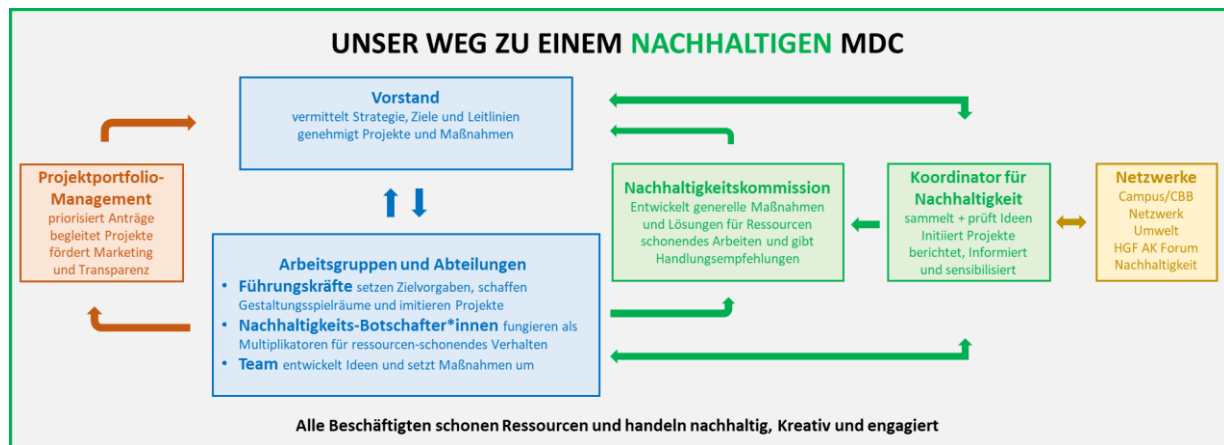 UNSER WEG ZU EINEM NACHHALTIGEN MDC
Vorstand
vermittelt Strategie, Ziele und Leitlinien
genehmigt Projekte und Maßnahmen
Projektportfolio-
Management
priorisiert Anträge
begleitet Projekte
fördert Marketing
und Transparenz
Arbeitsgruppen und Abteilungen
• Führungskräfte setzen Zielvorgaben, schaffen
Gestaltungsspielräume und imitieren Projekte
• Nachhaltigkeits-Botschafter*innen fungieren als
Multiplikatoren für ressourcen-schonendes Verhalten
• Team entwickelt Ideen und setzt Maßnahmen um
Nachhaltigkeitskommission
Entwickelt generelle Maßnahmen
und Lösungen für Ressourcen
schonendes Arbeiten und gibt
Handlungsempfehlungen
Koordinator für
Nachhaltigkeit
sammelt + prüft Ideen
Initiiert Projekte
berichtet, Informiert
und sensibilisiert
Netzwerke
Campus/CBB
Netzwerk
Umwelt
HGF AK Forum
Nachhaltigkeit
Alle Beschäftigten schonen Ressourcen und handeln nachhaltig, Kreativ und engagiert